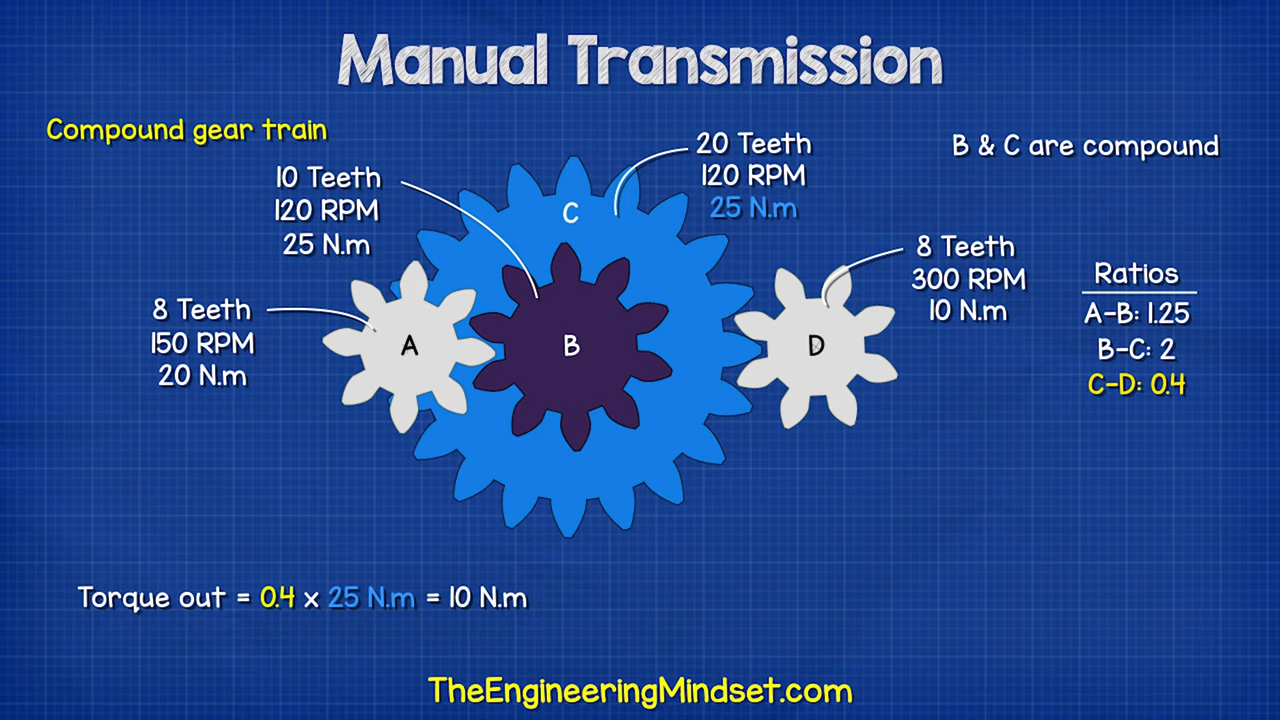 Manual Transmission
Compound gear train
10 Teeth
120 RPM
25 N.m
20 Teeth
120 RPM
25 N.m
B & C are compound
8 Teeth
150 RPM
20 N.m
C
A
B
D
8 Teeth
300 RPM
10 N.m
Ratios
A-B: 1.25
B-C: 2
C-D: 0.4
Torque out = 0.4 x 25 N.m = 10 N.m
TheEngineeringMindset.com